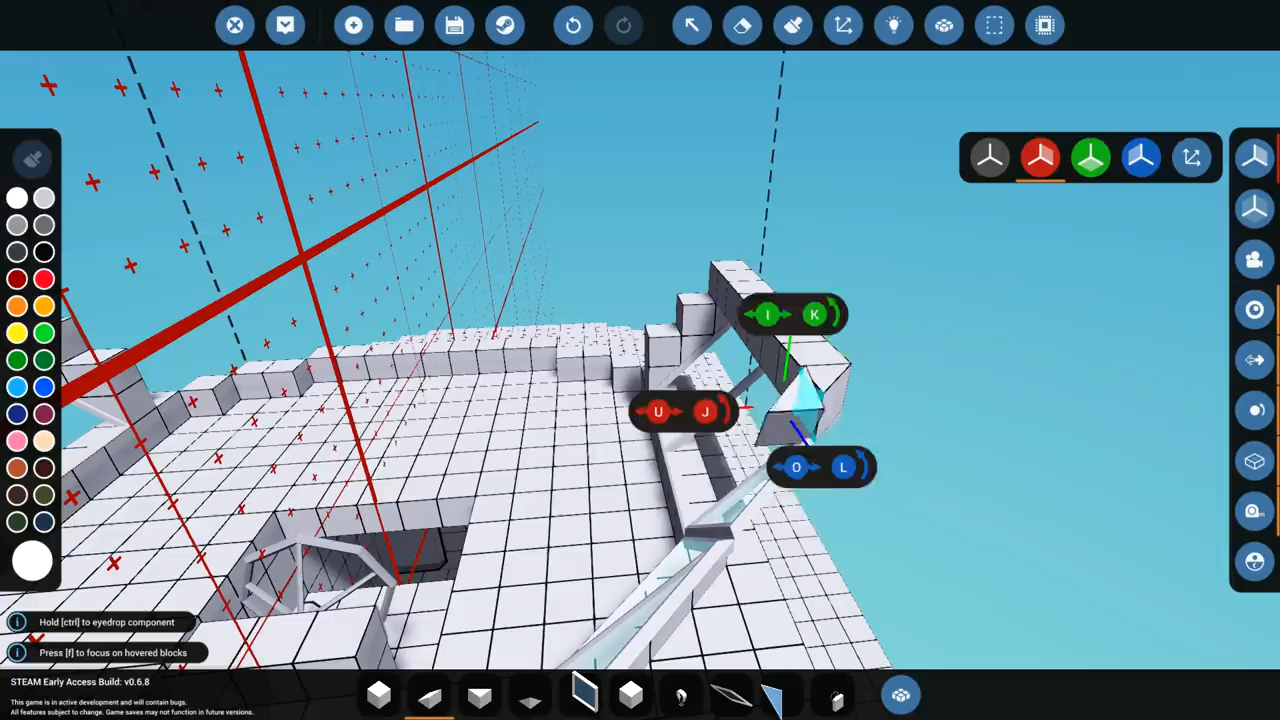 I K
U J
O L
Hold [ctrl] to eyedrop component
Press [f] to focus on hovered blocks
STEAM Early Access Build: v0.6.8
This game is in active development and will contain bugs.
All features subject to change. Game saves may not function in future versions.